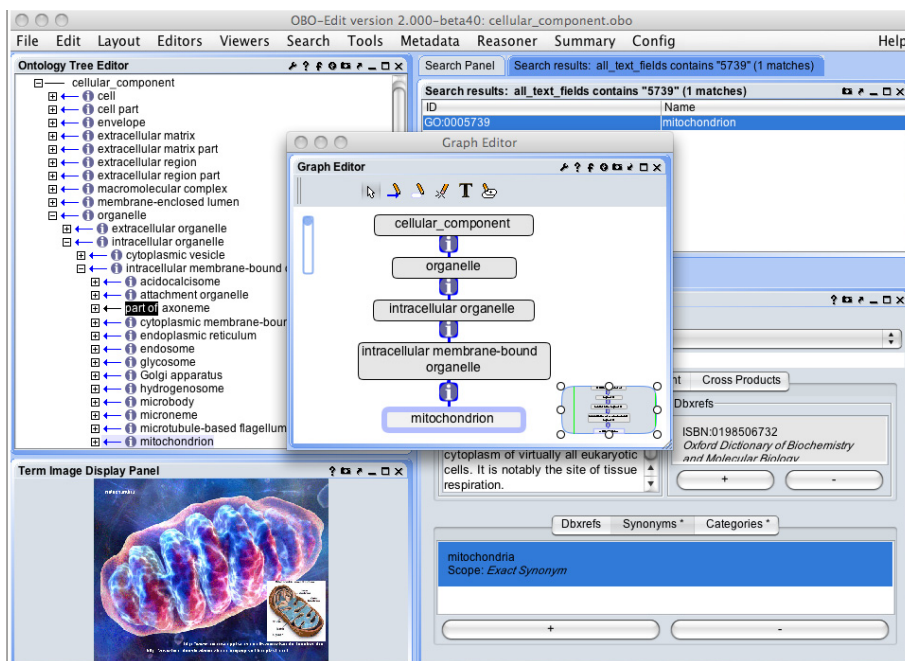 OBO-Edit version 2.000-beta40: cellular_component.obo
File Edit Layout Editors Viewers Search Tools Metadata Reasoner Summary Config Help
Ontology Tree Editor
cellular_component
cell
cell part
envelope
extracellular matrix
extracellular matrix part
extracellular region
extracellular region part
macromolecular complex
membrane-enclosed lumen
organelle
extracellular organelle
intracellular organelle
cytoplasmic vesicle
intracellular membrane-bound
acidocalcisome
attachment organelle
part of axoneme
cytoplasmic membrane-bour
endoplasmic reticulum
endosome
glycosome
Golgi apparatus
hydrogenosome
microbody
microneme
microtubule-based flagellum
mitochondrion
Search Panel
Search results: all_text_fields contains "5739" (1 matches)
Search results: all_text_fields contains "5739" (1 matches)
ID Name
GO:0005739 mitochondrion
Graph Editor
Graph Editor
T
cellular_component
i
organelle
i
intracellular organelle
i
intracellular membrane-bound
organelle
i
mitochondrion
nt Cross Products
Dbxrefs
ISBN:0198506732
Oxford Dictionary of Biochemistry
and Molecular Biology
+ -
cytoplasm of virtually all eukaryotic
cells. It is notably the site of tissue
respiration.
Dbxrefs Synonyms * Categories *
mitochondria
Scope: Exact Synonym
+ -
Term Image Display Panel
mitochondria